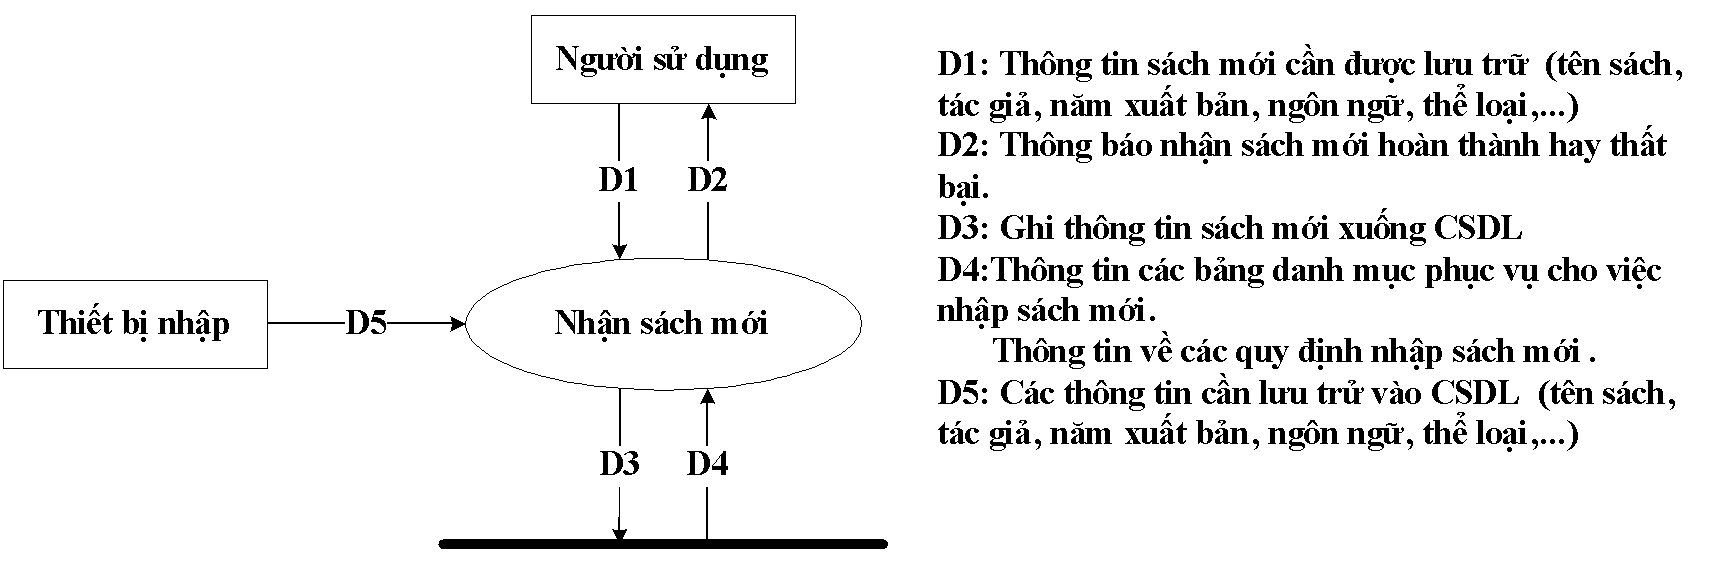 Người sử dụng
D1
D2
Thiết bị nhập
D5
Nhận sách mới
D3
D4
D1: Thông tin sách mới cần được lưu trữ (tên sách,
tác giả, năm xuất bản, ngôn ngữ, thể loại,...)
D2: Thông báo nhận sách mới hoàn thành hay thất
bại.
D3: Ghi thông tin sách mới xuống CSDL
D4:Thông tin các bảng danh mục phục vụ cho việc
nhập sách mới.
Thông tin về các quy định nhập sách mới .
D5: Các thông tin cần lưu trử vào CSDL (tên sách,
tác giả, năm xuất bản, ngôn ngữ, thể loại,...)